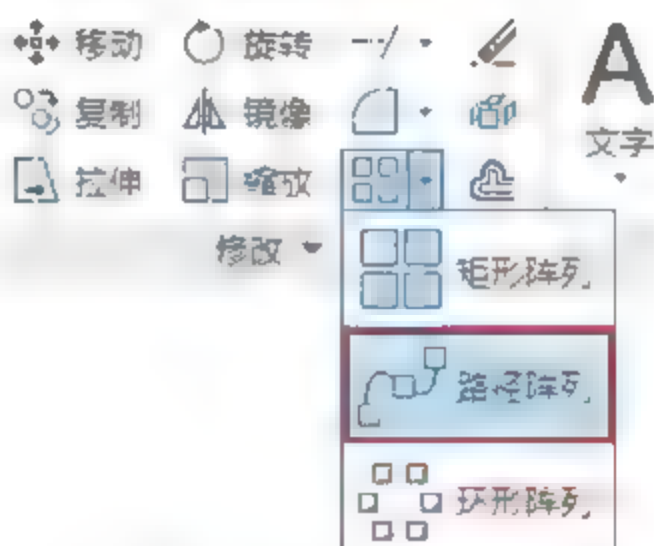 移动 旋转
复制 镜像
文字
拉伸 缩放
修改
矩形阵列
路径阵列
环形阵列